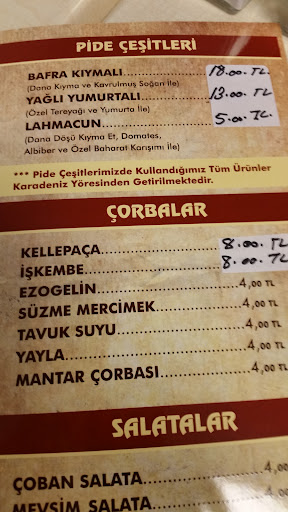 PİDE ÇEŞİTLERİ
BAFRA KIYMALI 18.00.TL.
(Dana Kıyma ve Kavrulmuş Soğan İle)
YAĞLI YUMURTALI 13.00.TL.
(Özel Tereyağı ve Yumurta İle)
LAHMACUN 5.00.TL.
(Dana Döşü Kıyma Et, Domates,
Albiber ve Özel Baharat Karışımı İle)
*** Pide Çeşitlerimizde Kullandığımız Tüm Ürünler
Karadeniz Yöresinden Getirilmektedir.
ÇORBALAR
KELLEPAÇA 8.00.TL.
İŞKEMBE 8.00.TL
EZOGELİN 4,00 TL
SÜZME MERCİMEK 4,00 TL
TAVUK SUYU 4,00 TL
YAYLA 4,00 TL
MANTAR ÇORBASI 4,00 TL
SALATALAR
ÇOBAN SALATA 4,00
MEVSİM SALATA